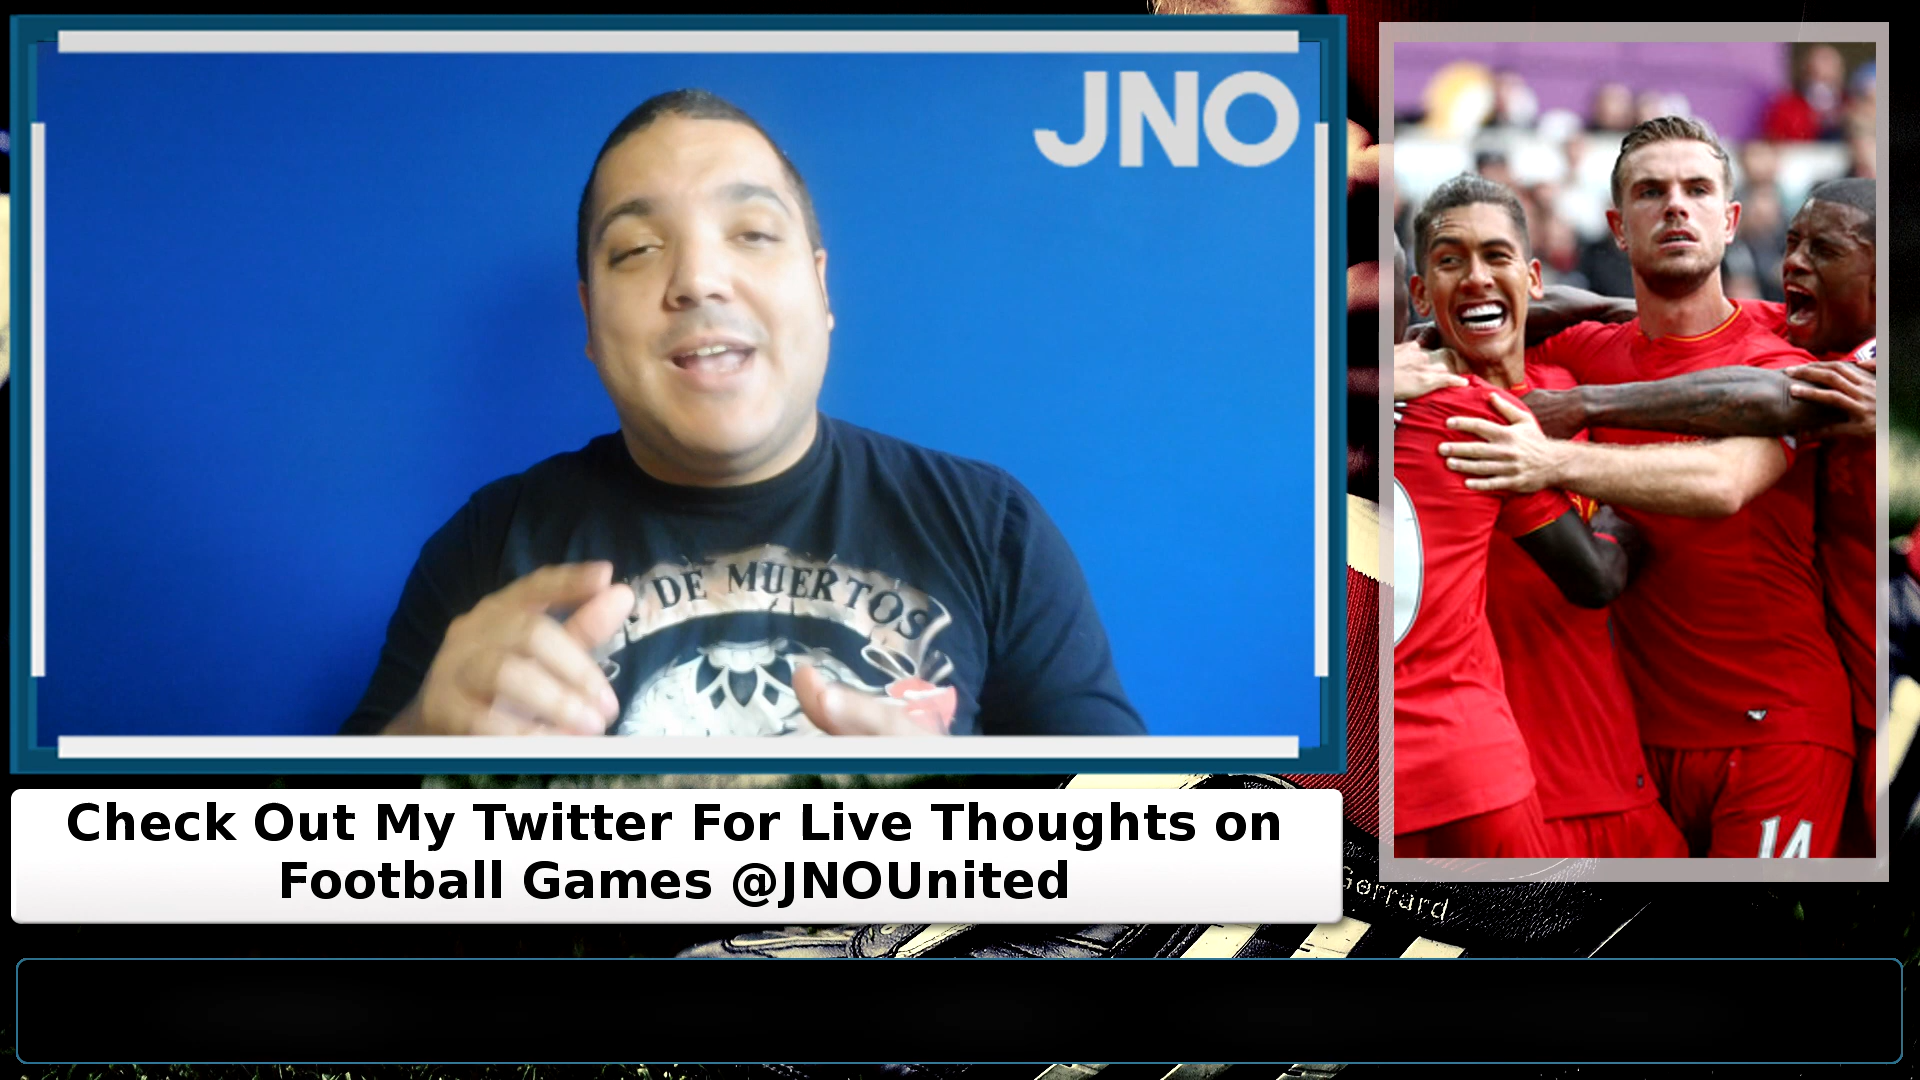 JNO
DE MUERTOS
Check Out My Twitter For Live Thoughts on
Football Games @JNOUnited
14
Gerrard